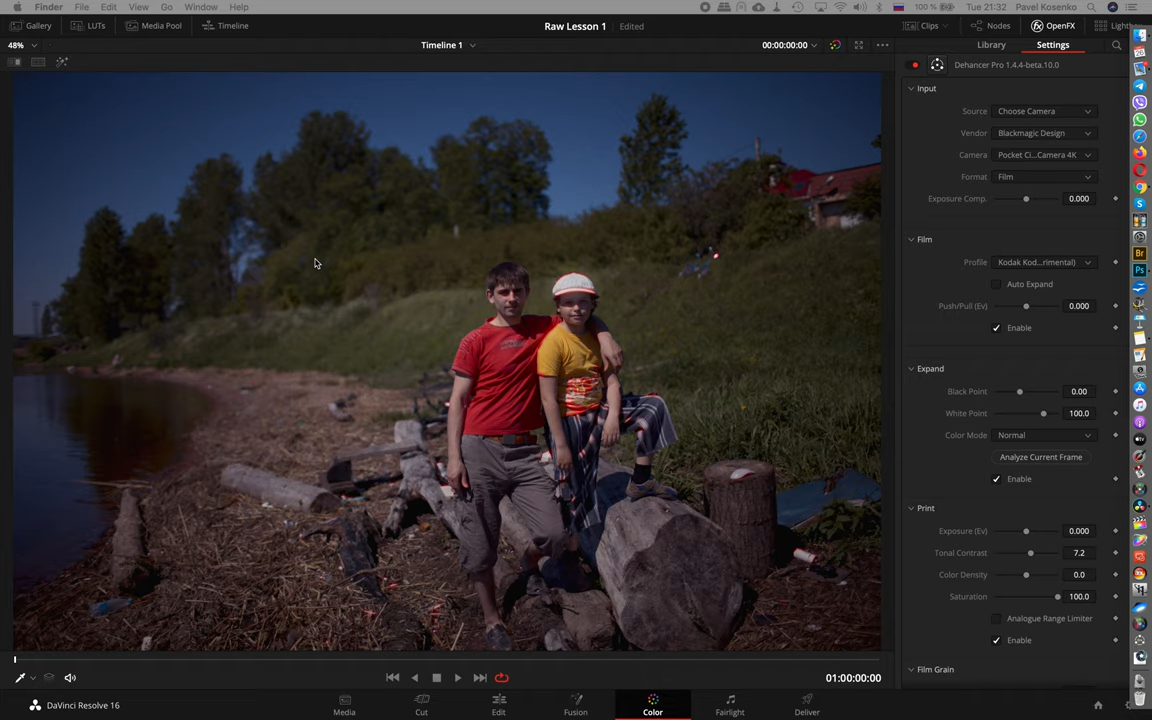 Finder File Edit View Go Window Help 100 % Tue 21:32 Pavel Kosenko
Gallery LUTs Media Pool Timeline Raw Lesson 1 Edited Clips Nodes OpenFX Lightb
48% Timeline 1 00:00:00:00 Library Settings
Dehancer Pro 1.4.4-beta.10.0
Input
Source Choose Camera
Vendor Blackmagic Design
Camera Pocket Ci...Camera 4K
Format Film
Exposure Comp. 0.000
Film
Profile Kodak Kod...rimental)
Auto Expand
Push/Pull (Ev) 0.000
Enable
Expand
Black Point 0.00
White Point 100.0
Color Mode Normal
Analyze Current Frame
Enable
Print
Exposure (Ev) 0.000
Tonal Contrast 7.2
Color Density 0.0
Saturation 100.0
Analogue Range Limiter
Enable
Film Grain
01:00:00:00
DaVinci Resolve 16 Media Cut Edit Fusion Color Fairlight Deliver
Br
Ps